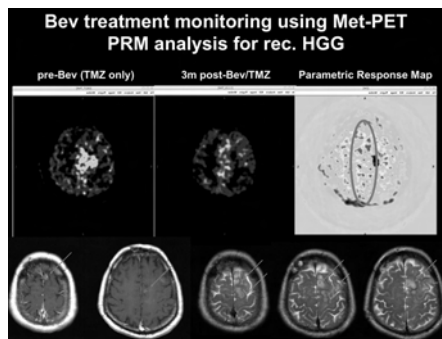 Bev treatment monitoring using Met-PET
PRM analysis for rec. HGG
pre-Bev (TMZ only)
3m post-Bev/TMZ
Parametric Response Map